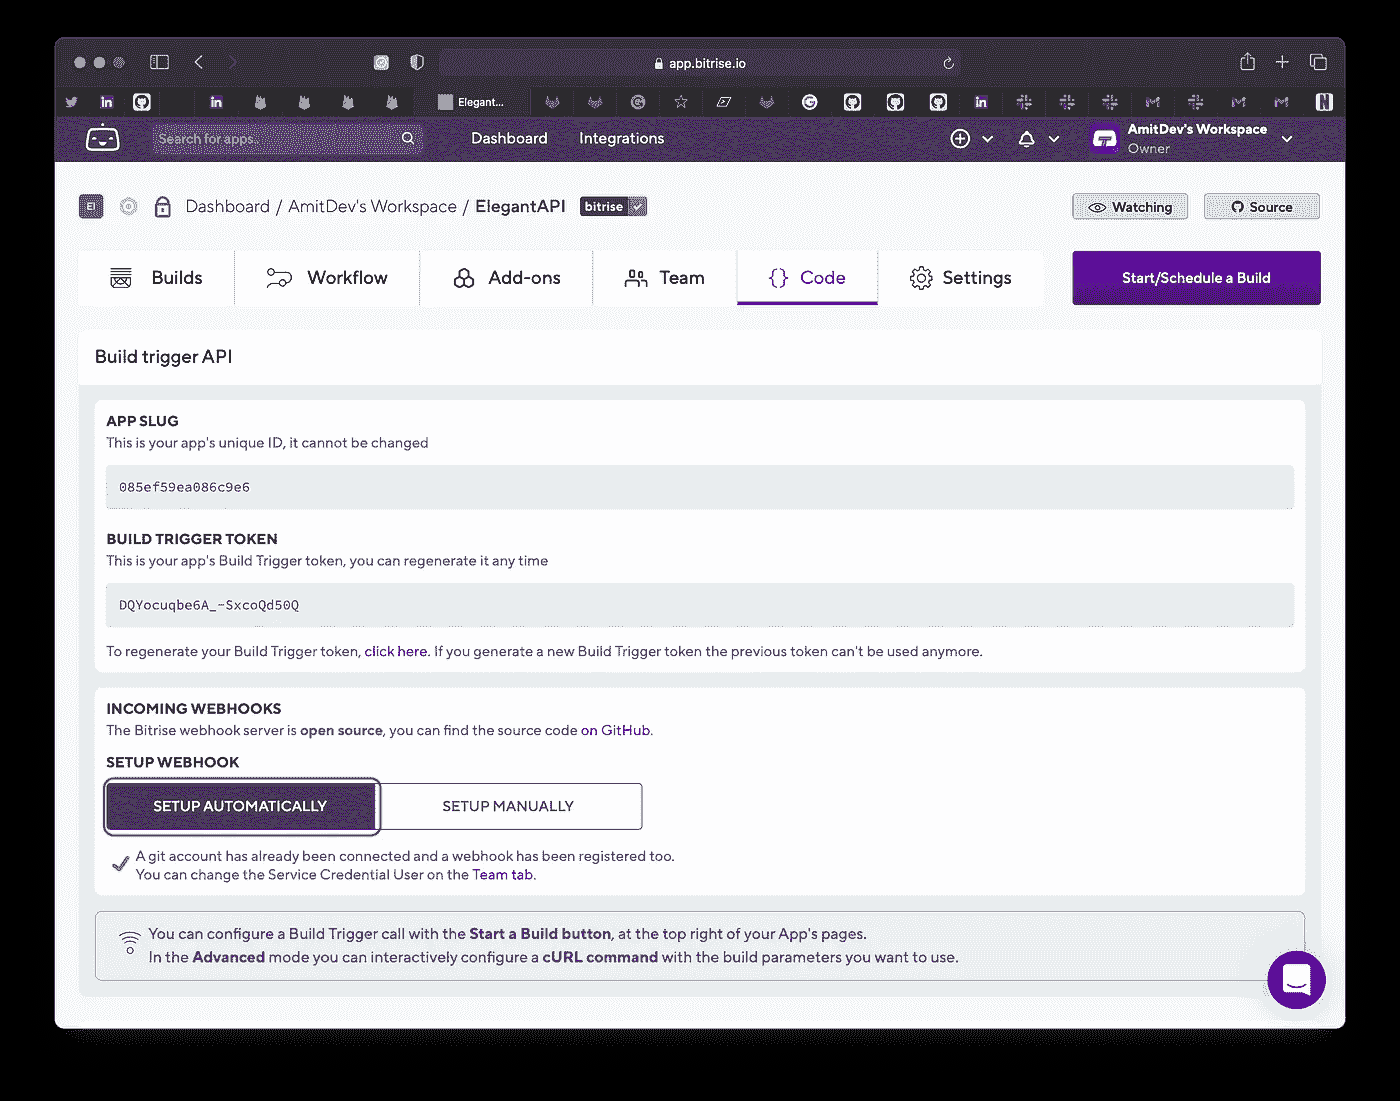 app.bitrise.io
Elegant...
Search for apps..
Dashboard
Integrations
AmitDev's Workspace
Owner
El
Dashboard / AmitDev's Workspace / ElegantAPI
bitrise
Watching
Source
Builds
Workflow
Add-ons
Team
Code
Settings
Start/Schedule a Build
Build trigger API
APP SLUG
This is your app's unique ID, it cannot be changed
085ef59ea086c9e6
BUILD TRIGGER TOKEN
This is your app's Build Trigger token, you can regenerate it any time
DQYocuqbe6A_-SxcoQd50Q
To regenerate your Build Trigger token, click here. If you generate a new Build Trigger token the previous token can't be used anymore.
INCOMING WEBHOOKS
The Bitrise webhook server is open source, you can find the source code on GitHub.
SETUP WEBHOOK
SETUP AUTOMATICALLY
SETUP MANUALLY
A git account has already been connected and a webhook has been registered too.
You can change the Service Credential User on the Team tab.
You can configure a Build Trigger call with the Start a Build button, at the top right of your App's pages.
In the Advanced mode you can interactively configure a cURL command with the build parameters you want to use.